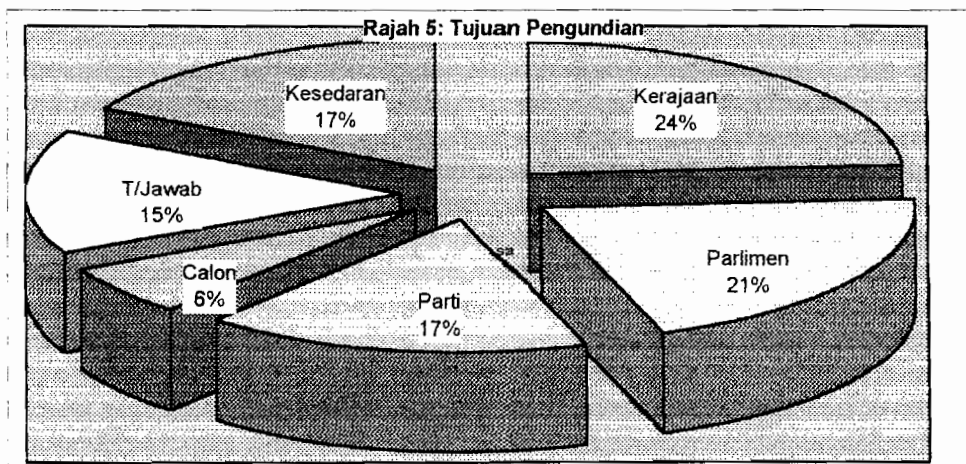 Rajah 5: Tujuan Pengundian
Kesedaran
17%
Kerajaan
24%
T/Jawab
15%
Calon
6%
Parti
17%
Parlimen
21%